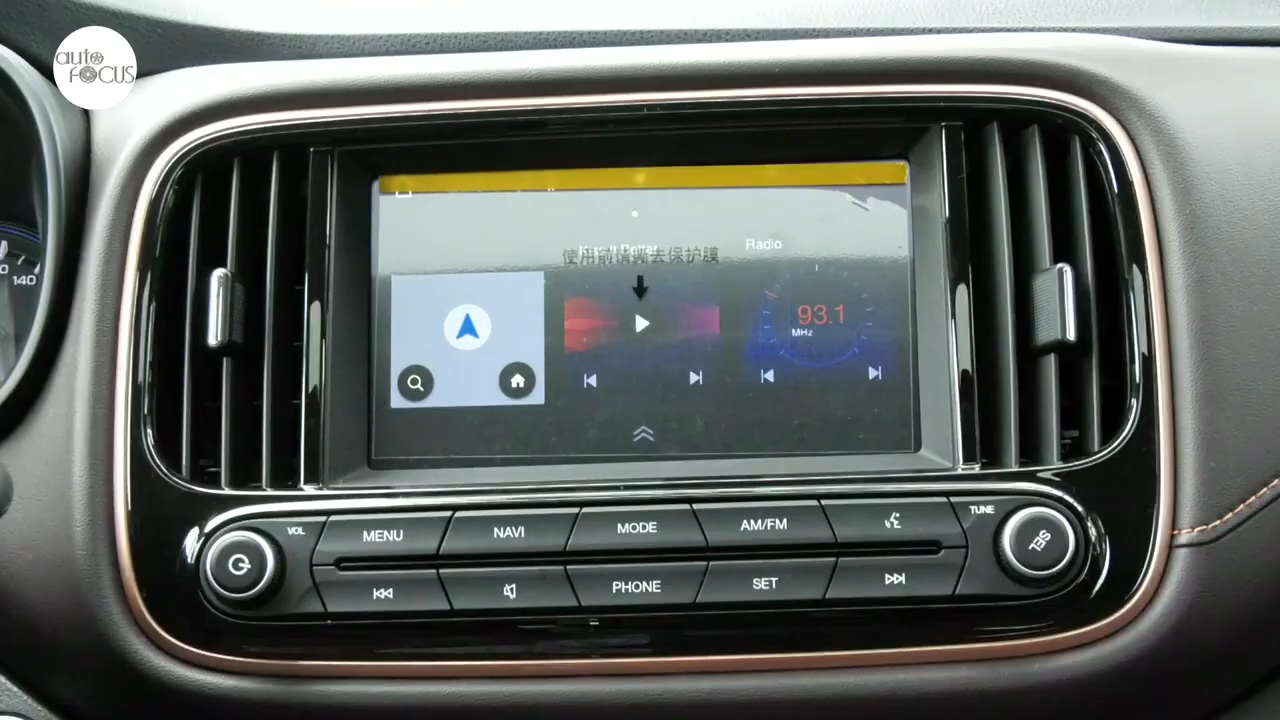 auto
FOCUS
140
Radio
使用前请撕去保护膜
93.1
MHz
VOL
MENU
NAVI
MODE
AM/FM
TUNE
SEL
PHONE
SET